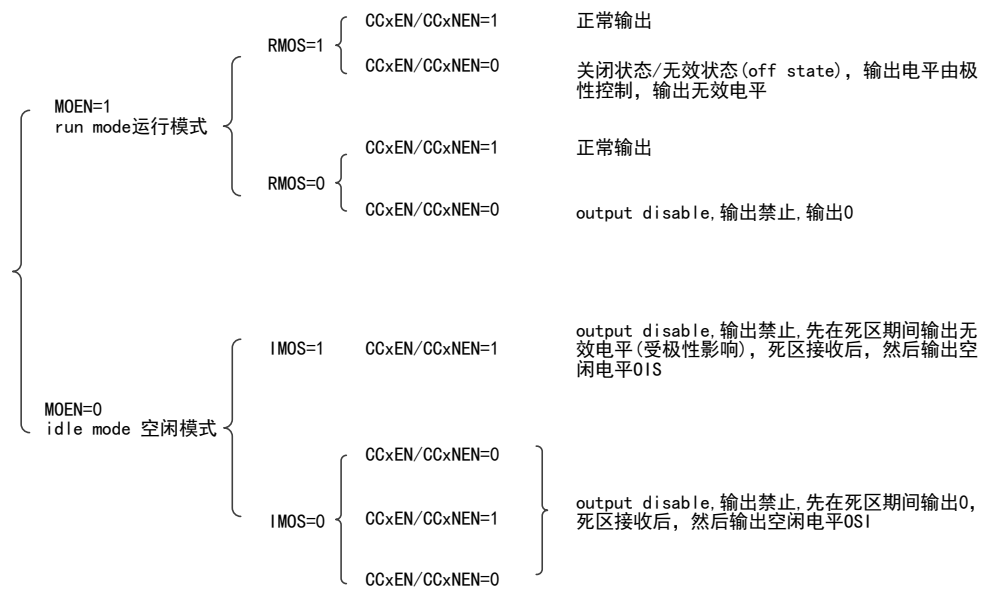 CCxEN/CCxNEN=1 正常输出
RMOS=1
CCxEN/CCxNEN=0 关闭状态/无效状态(off state), 输出电平由极
性控制, 输出无效电平
MOEN=1
run mode运行模式
CCxEN/CCxNEN=1 正常输出
RMOS=0
CCxEN/CCxNEN=0 output disable,输出禁止,输出0
output disable,输出禁止,先在死区期间输出无
IMOS=1 CCxEN/CCxNEN=1 效电平(受极性影响), 死区接收后, 然后输出空
闲电平OIS
MOEN=0
idle mode 空闲模式
CCxEN/CCxNEN=0
output disable,输出禁止,先在死区期间输出0,
IMOS=0 CCxEN/CCxNEN=1 死区接收后, 然后输出空闲电平OSI
CCxEN/CCxNEN=0